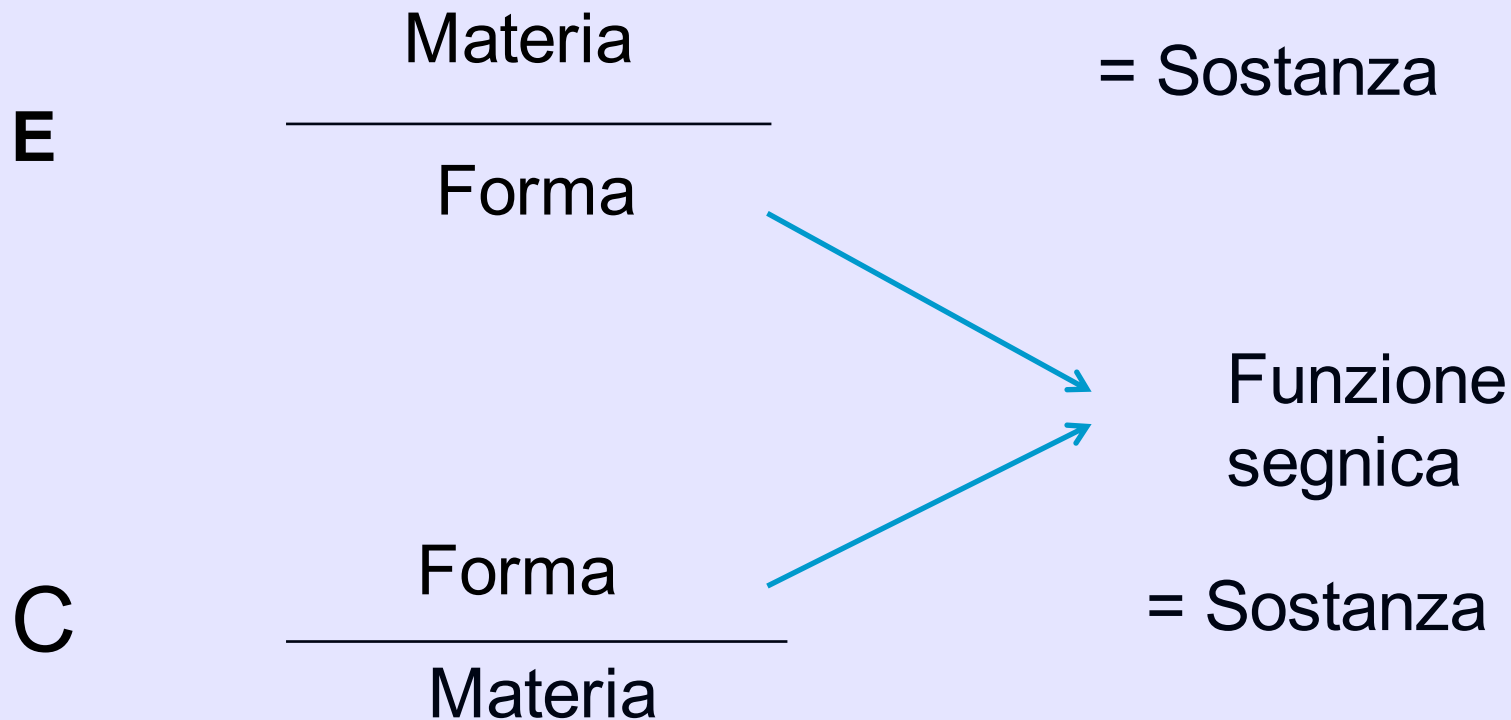 Materia
= Sostanza
E
Forma
Funzione
segnica
Forma
C
= Sostanza
Materia